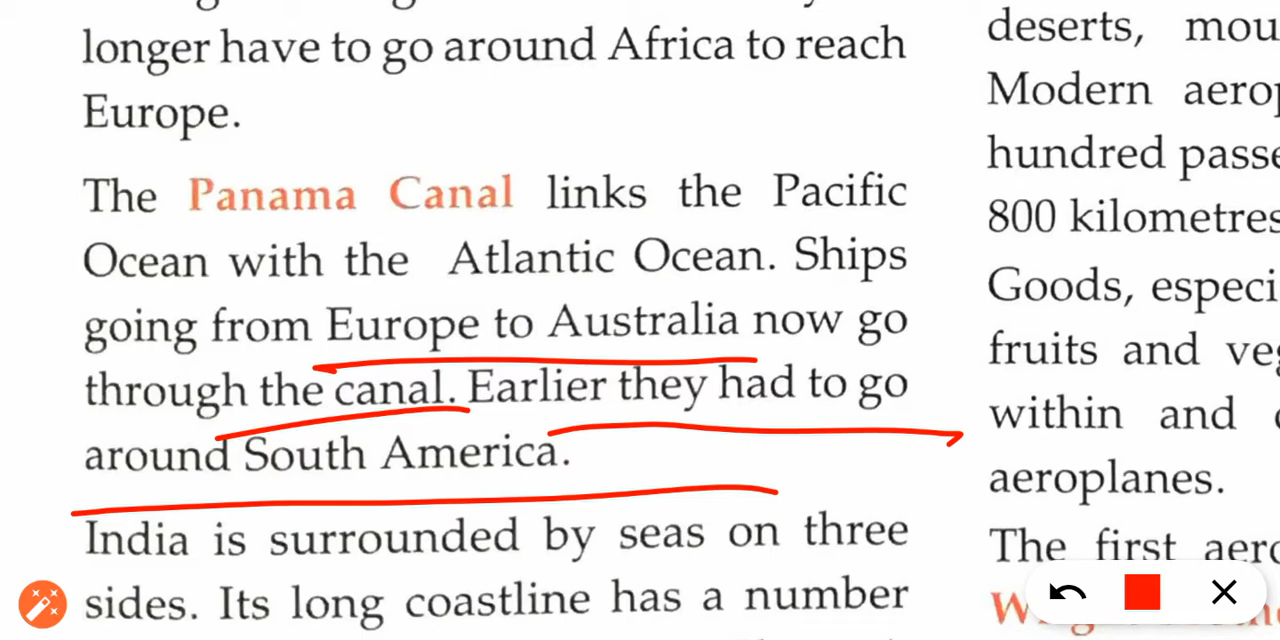 longer have to go around Africa to reach
Europe.
The Panama Canal links the Pacific
Ocean with the Atlantic Ocean. Ships
going from Europe to Australia now go
through the canal. Earlier they had to go
around South America.
India is surrounded by seas on three
sides. Its long coastline has a number
deserts,
Modern
hundred
800 kilometres
Goods,
fruits and
within and
aeroplanes.
The first